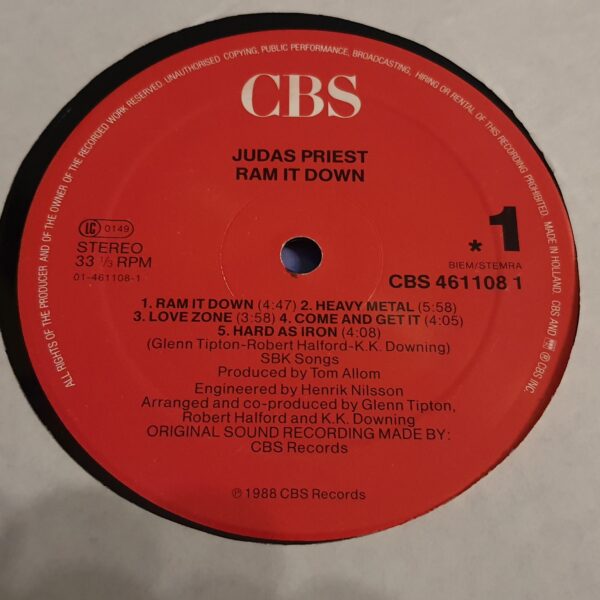 ALL RIGHTS OF THE PRODUCER AND OF THE OWNER OF THE RECORDED WORK RESERVED. UNAUTHORISED COPYING, PUBLIC PERFORMANCE, BROADCASTING, HIRING OR RENTAL OF THIS RECORDING PROHIBITED. MADE IN HOLLAND. CBS AND ® CBS INC.
CBS
JUDAS PRIEST
RAM IT DOWN
LC 0149
STEREO
33 ⅓ RPM
01-461108-1
* 1
BIEM/STEMRA
CBS 461108 1
1. RAM IT DOWN (4:47) 2. HEAVY METAL (5:58)
3. LOVE ZONE (3:58) 4. COME AND GET IT (4:05)
5. HARD AS IRON (4:08)
(Glenn Tipton-Robert Halford-K.K. Downing)
SBK Songs
Produced by Tom Allom
Engineered by Henrik Nilsson
Arranged and co-produced by Glenn Tipton,
Robert Halford and K.K. Downing
ORIGINAL SOUND RECORDING MADE BY:
CBS Records
℗ 1988 CBS Records